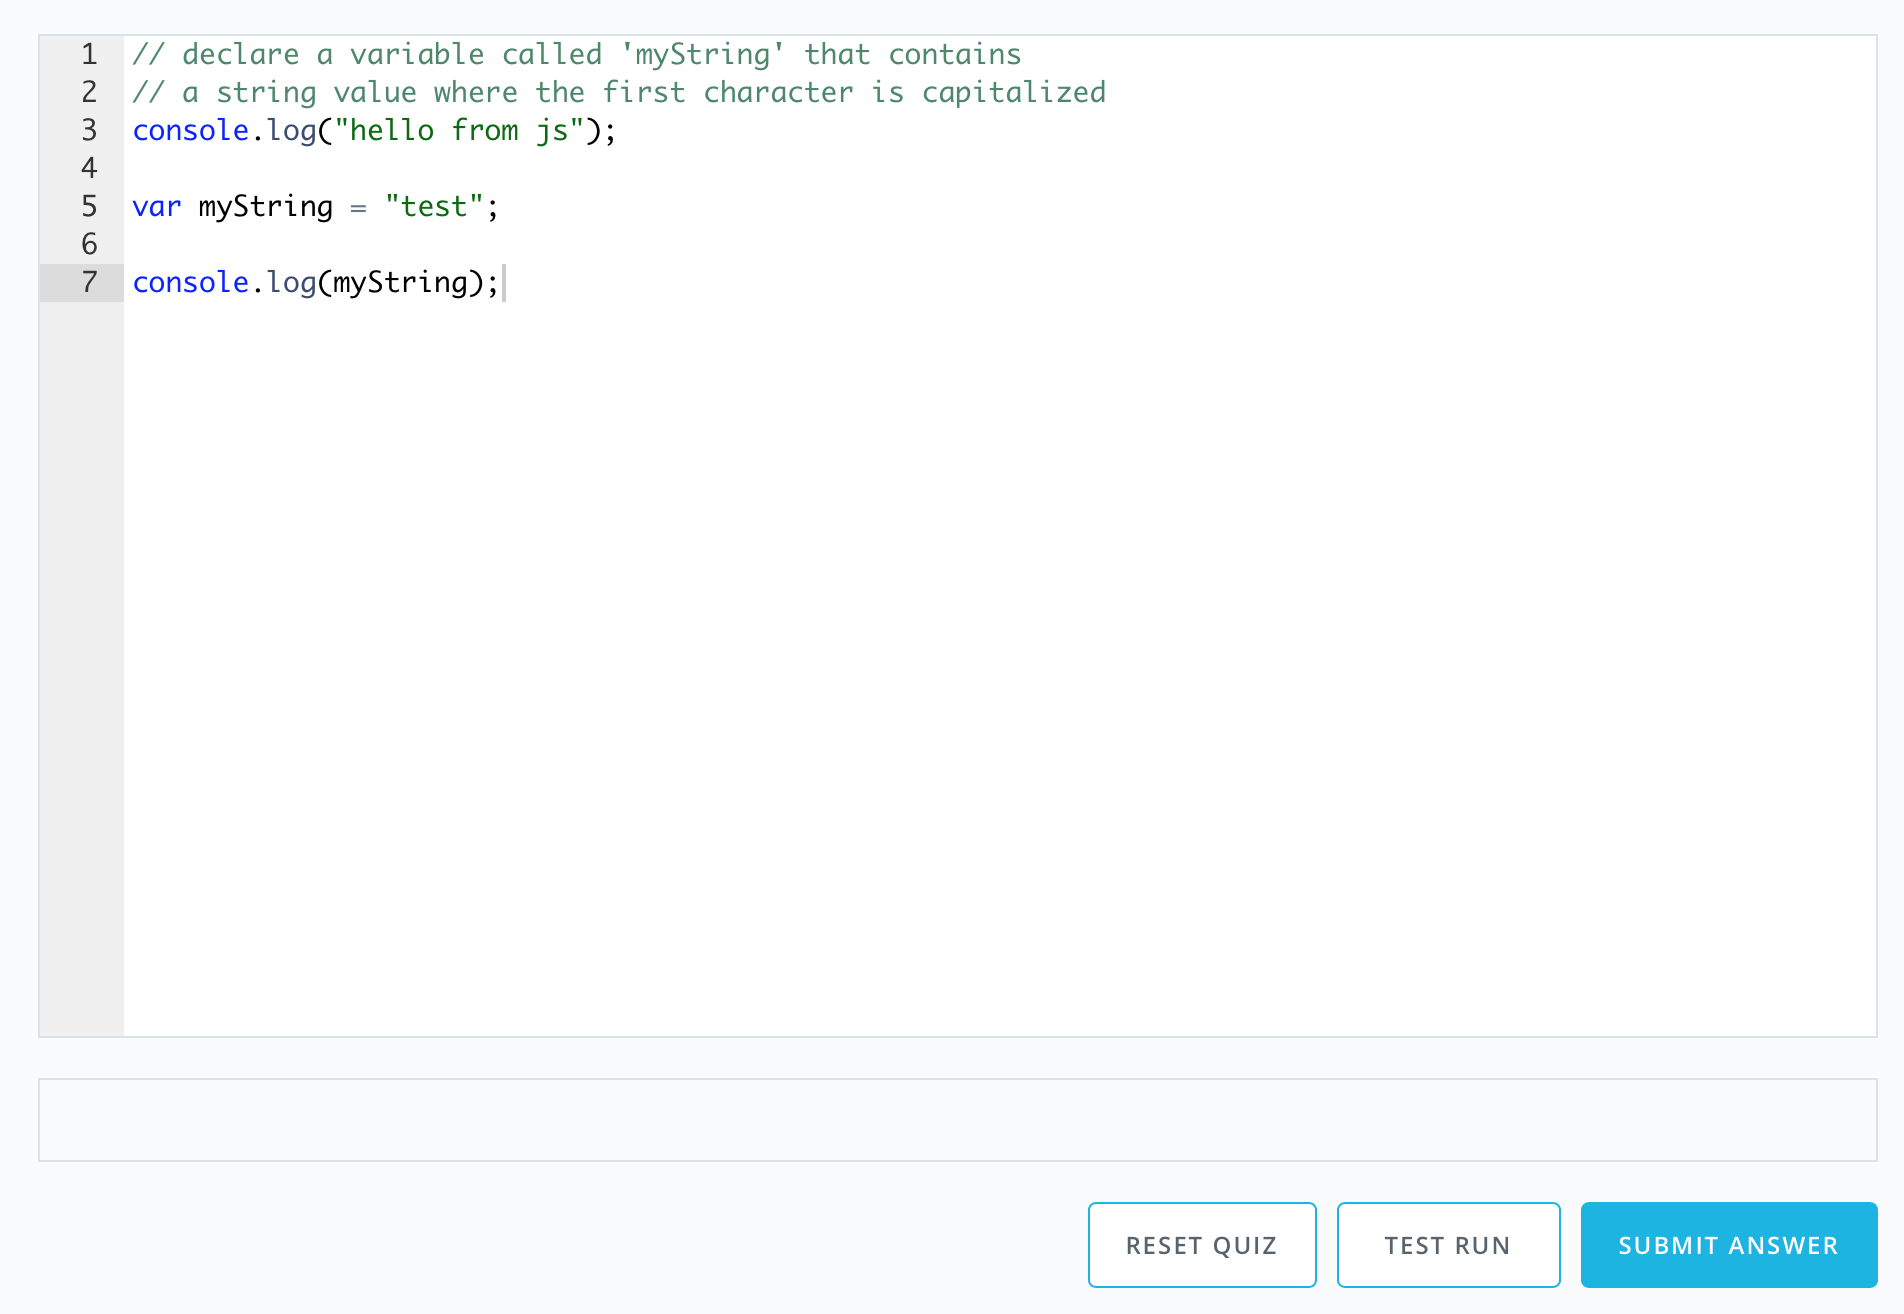 1 // declare a variable called 'myString' that contains
2 // a string value where the first character is capitalized
3 console.log("hello from js");
4
5 var myString = "test";
6
7 console.log(myString);
RESET QUIZ TEST RUN SUBMIT ANSWER